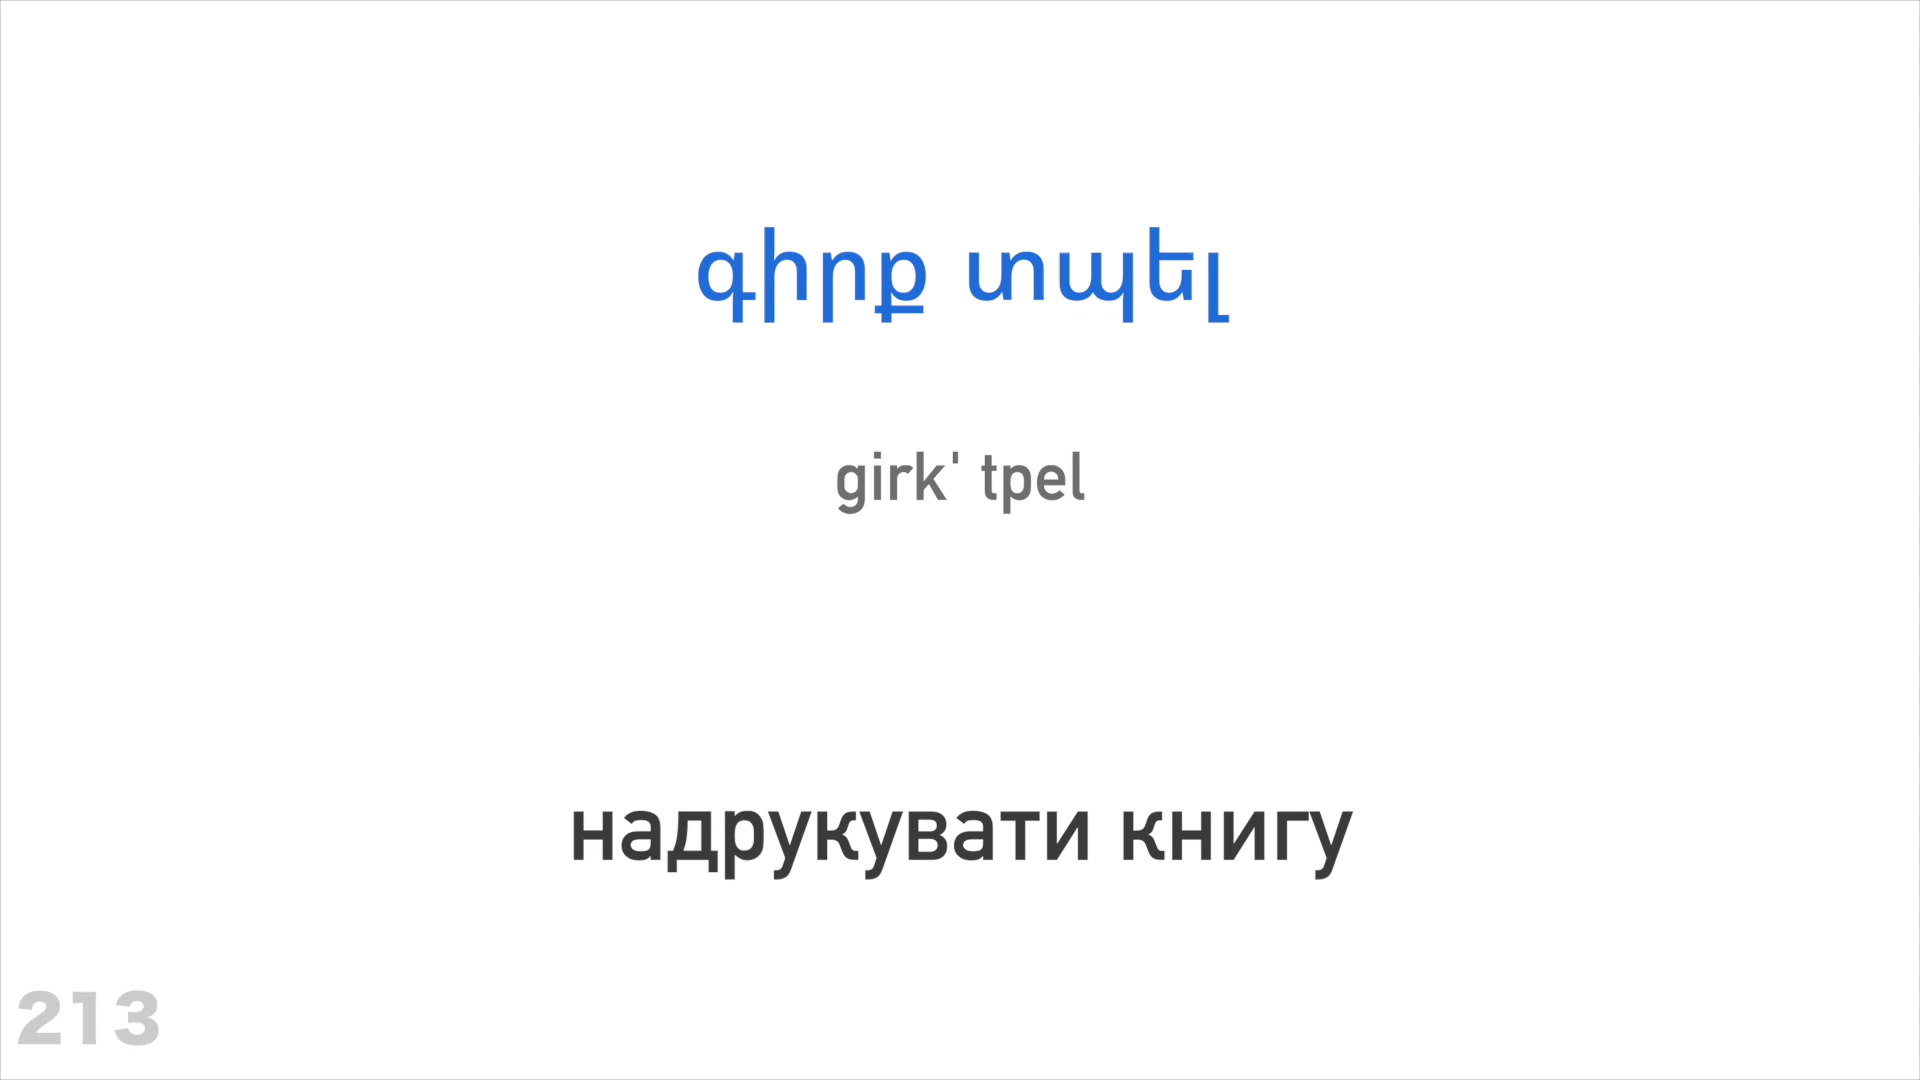 գիրք տպել
girk' tpel
надрукувати книгу
213